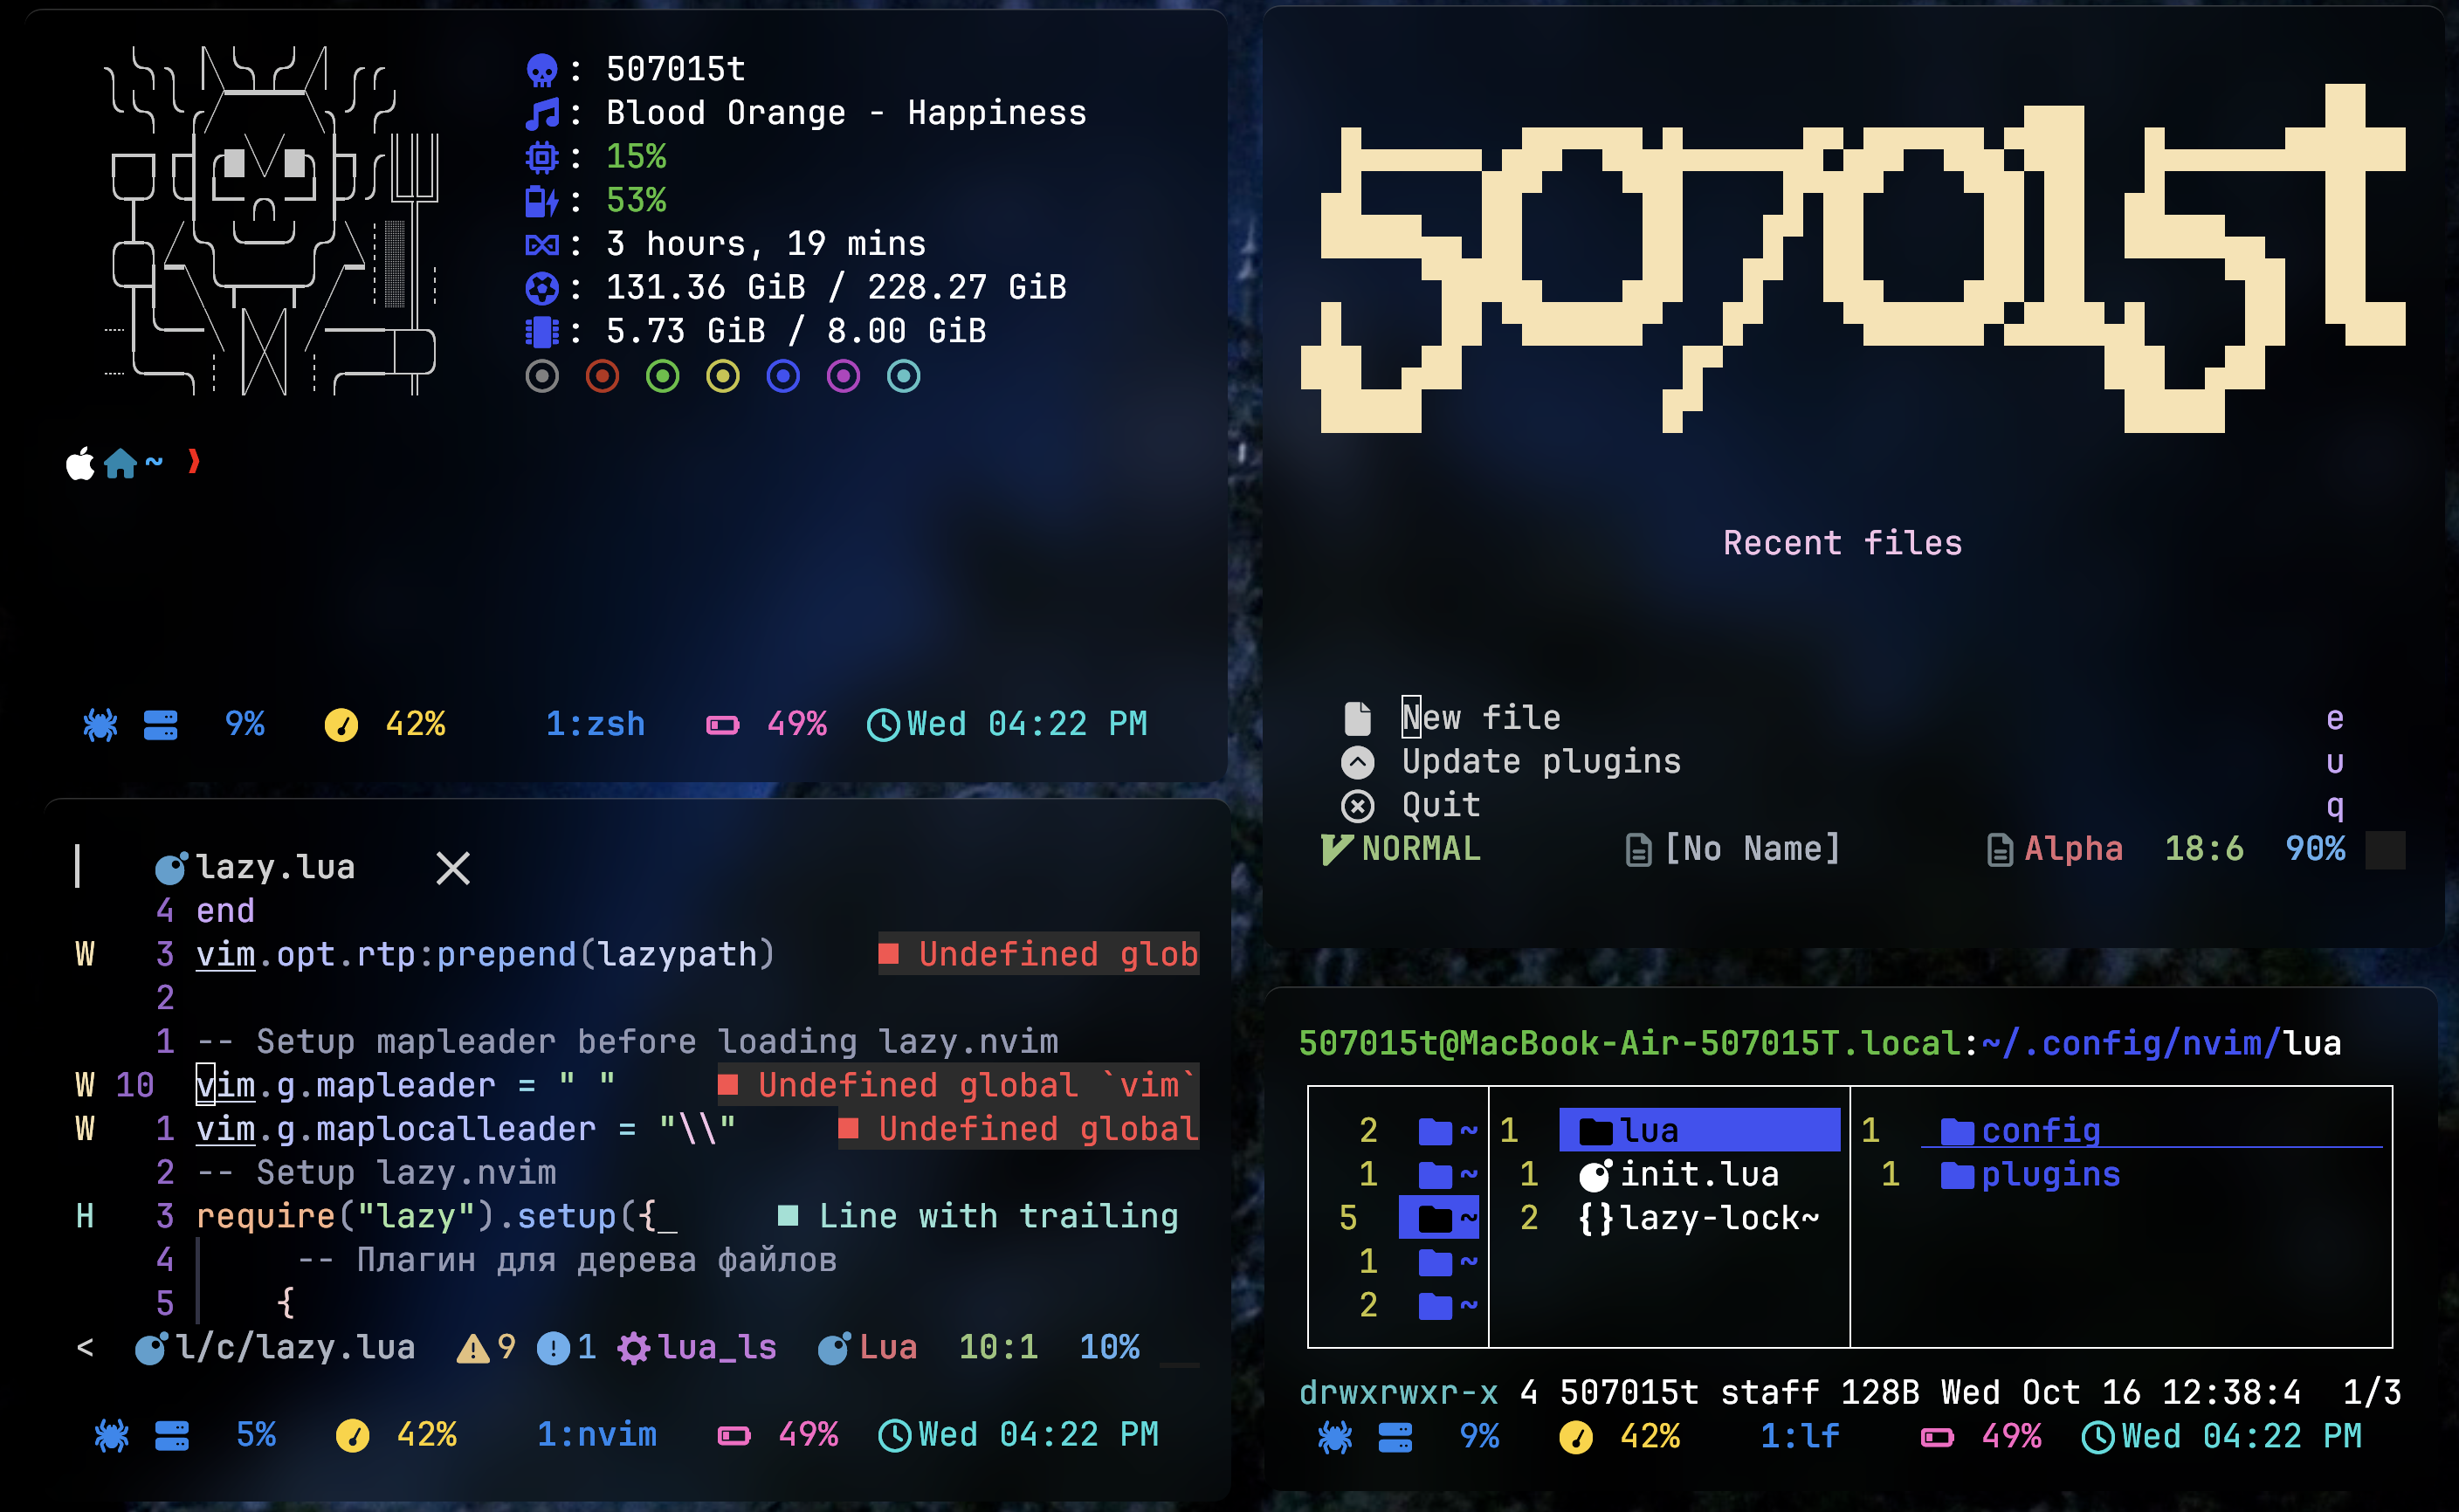 : 507015t
: Blood Orange - Happiness
: 15%
: 53%
: 3 hours, 19 mins
: 131.36 GiB / 228.27 GiB
: 5.73 GiB / 8.00 GiB
~ ❯
9% 42% 1:zsh 49% Wed 04:22 PM
507015t
Recent files
New file e
Update plugins u
Quit q
NORMAL [No Name] Alpha 18:6 90%
lazy.lua
4 end
W 3 vim.opt.rtp:prepend(lazypath) ■ Undefined glob
2
1 -- Setup mapleader before loading lazy.nvim
W 10 vim.g.mapleader = " " ■ Undefined global `vim`
W 1 vim.g.maplocalleader = "\\" ■ Undefined global
2 -- Setup lazy.nvim
H 3 require("lazy").setup({_ ■ Line with trailing
4 -- Плагин для дерева файлов
5 {
< l/c/lazy.lua 9 1 lua_ls Lua 10:1 10%
5% 42% 1:nvim 49% Wed 04:22 PM
507015t@MacBook-Air-507015T.local:~/.config/nvim/lua
2 ~ 1 lua 1 config
1 ~ 1 init.lua 1 plugins
5 ~ 2 {}lazy-lock~
1 ~
2 ~
drwxrwxr-x 4 507015t staff 128B Wed Oct 16 12:38:4 1/3
9% 42% 1:lf 49% Wed 04:22 PM